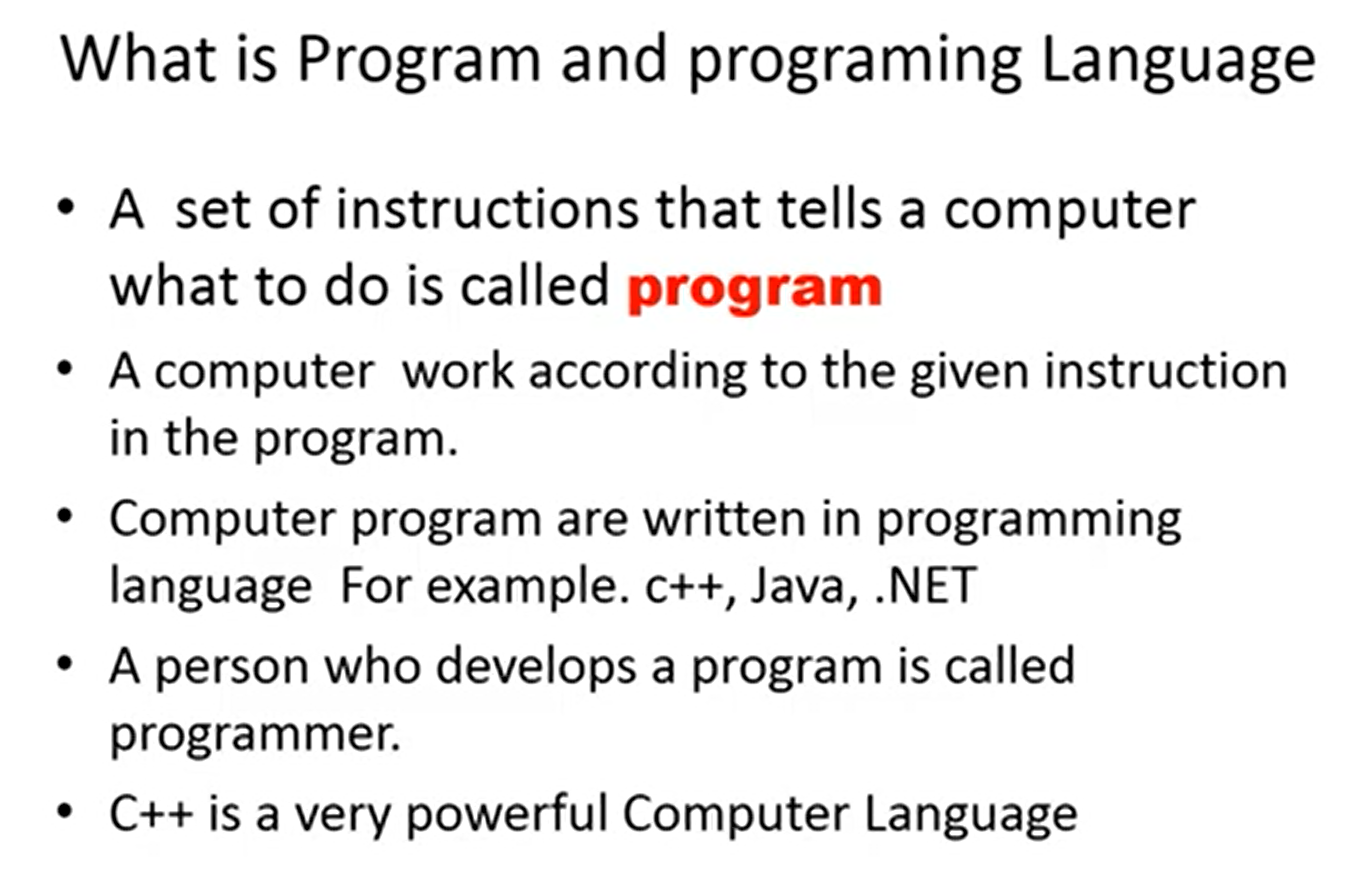 What is Program and programing Language
• A  set of instructions that tells a computer
what to do is called program
• A computer  work according to the given instruction
in the program.
• Computer program are written in programming
language  For example. c++, Java, .NET
• A person who develops a program is called
programmer.
• C++ is a very powerful Computer Language